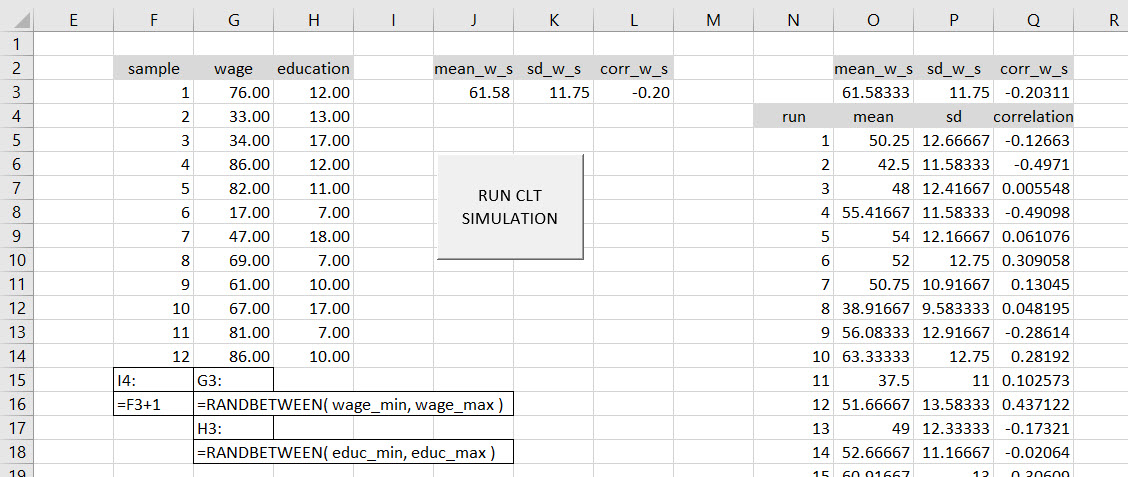 E F G H I J K L M N O P Q R
1
2 sample wage education mean_w_s sd_w_s corr_w_s mean_w_s sd_w_s corr_w_s
3 1 76.00 12.00 61.58 11.75 -0.20 61.58333 11.75 -0.20311
4 2 33.00 13.00 run mean sd correlation
5 3 34.00 17.00 1 50.25 12.66667 -0.12663
6 4 86.00 12.00 2 42.5 11.58333 -0.4971
7 5 82.00 11.00 RUN CLT 3 48 12.41667 0.005548
8 6 17.00 7.00 SIMULATION 4 55.41667 11.58333 -0.49098
9 7 47.00 18.00 5 54 12.16667 0.061076
10 8 69.00 7.00 6 52 12.75 0.309058
11 9 61.00 10.00 7 50.75 10.91667 0.13045
12 10 67.00 17.00 8 38.91667 9.583333 0.048195
13 11 81.00 7.00 9 56.08333 12.91667 -0.28614
14 12 86.00 10.00 10 63.33333 12.75 0.28192
15 I4: G3: 11 37.5 11 0.102573
16 =F3+1 =RANDBETWEEN( wage_min, wage_max ) 12 51.66667 13.58333 0.437122
17 H3: 13 49 12.33333 -0.17321
18 =RANDBETWEEN( educ_min, educ_max ) 14 52.66667 11.16667 -0.02064
19 15 60.91667 13 0.30609